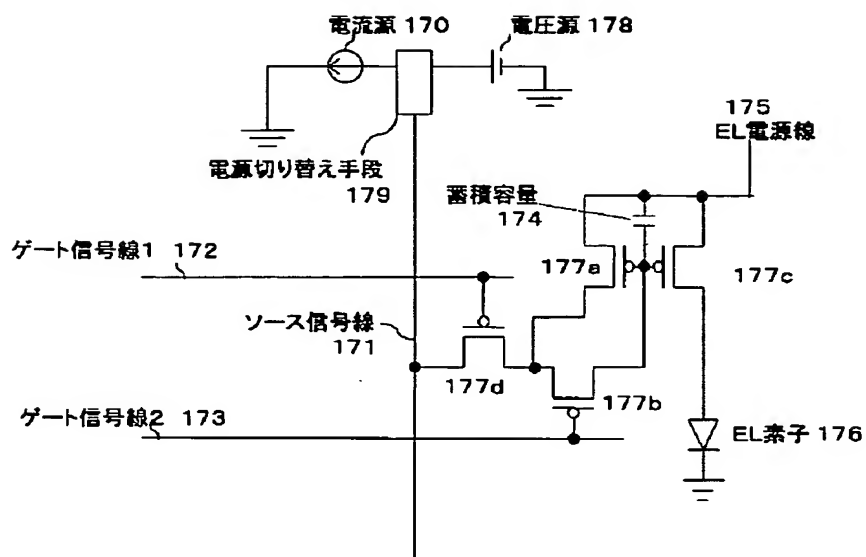 電流源 170
電圧源 178
175
EL電源線
電源切り替え手段
179
蓄積容量
174
ゲート信号線1 172
177a
177c
ソース信号線
171
177d
177b
ゲート信号線2 173
EL素子 176